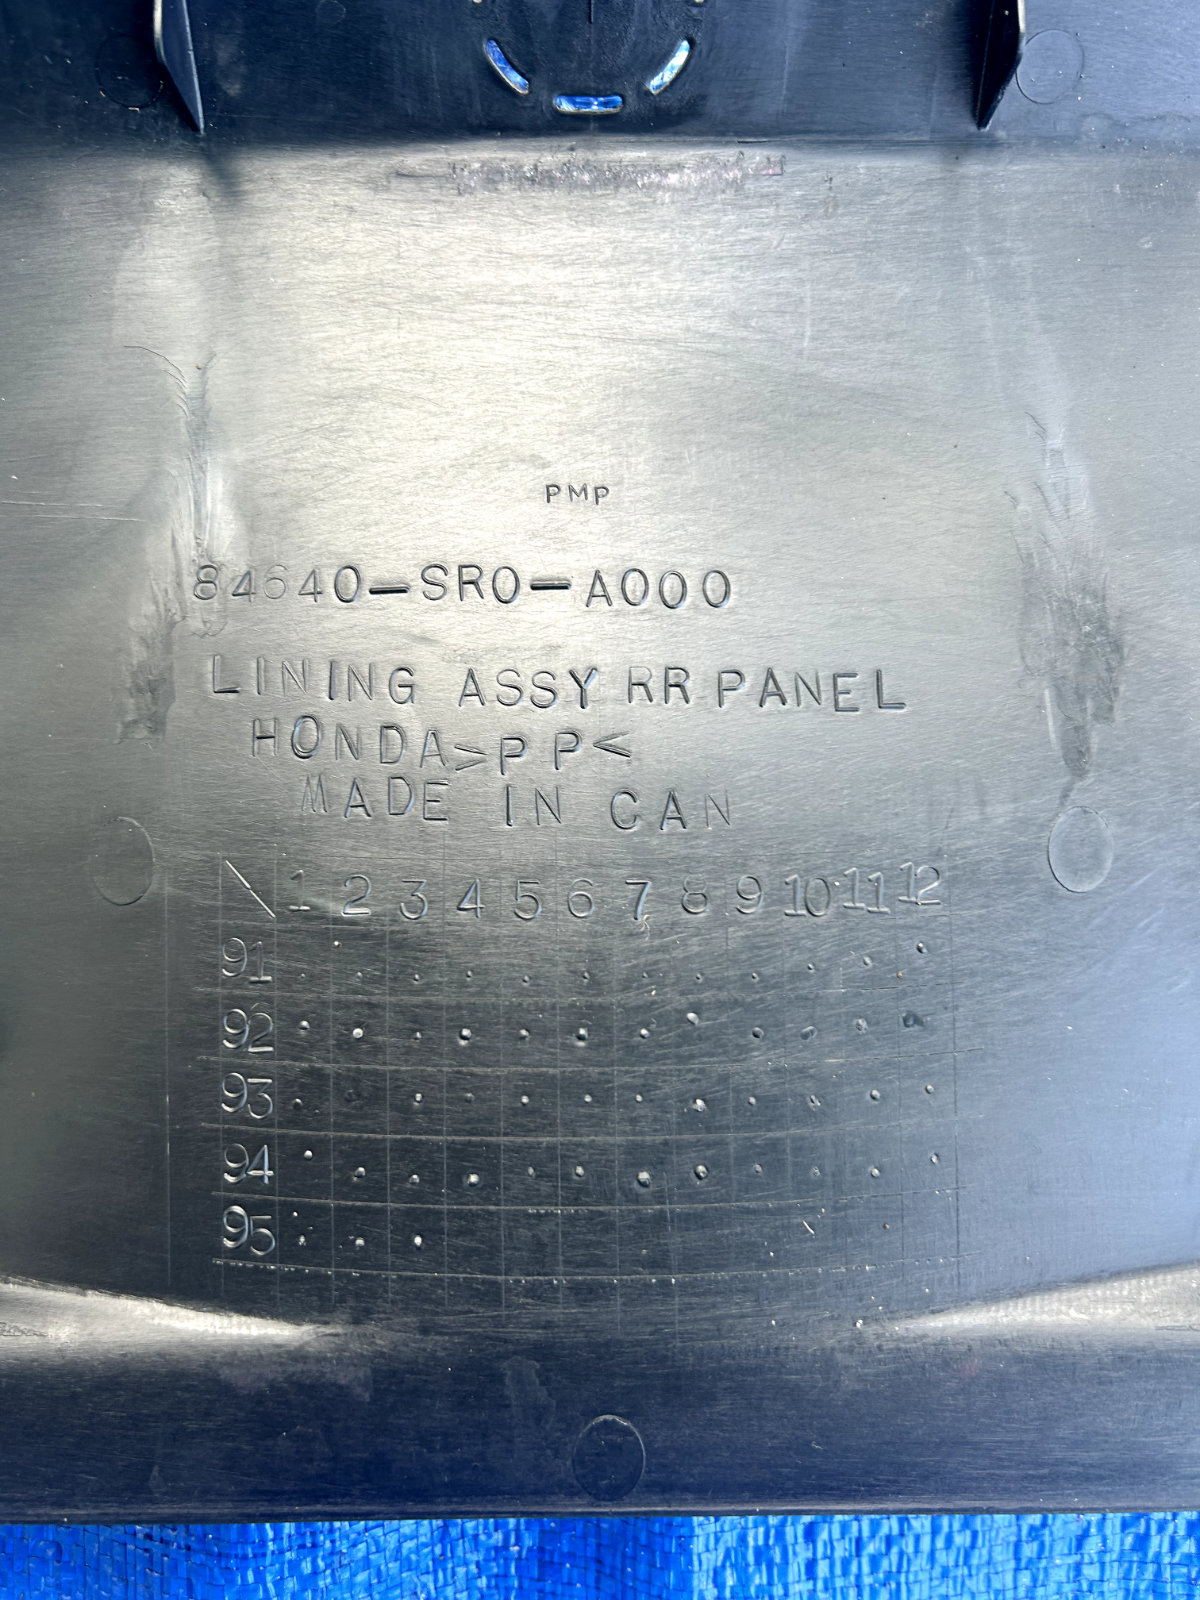 PMP
84640-SR0-A000
LINING ASSY RR PANEL
HONDA >PP<
MADE IN CAN
1 2 3 4 5 6 7 8 9 10 11 12
91
92
93
94
95